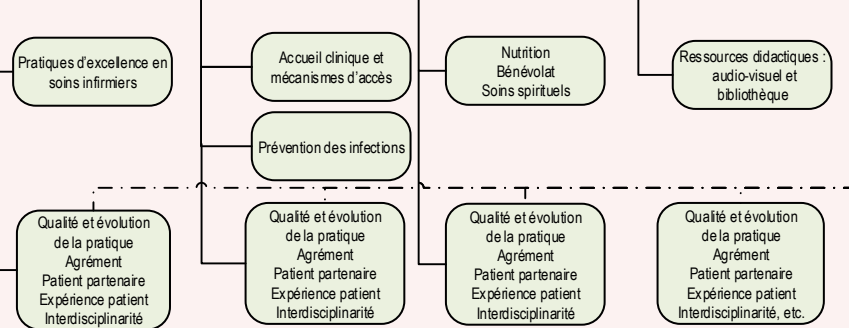 Pratiques d'excellence en
soins infirmiers
Accueil clinique et
mécanismes d'accès
Nutrition
Bénévolat
Soins spirituels
Ressources didactiques :
audio-visuel et
bibliothèque
Prévention des infections
Qualité et évolution
de la pratique
Agrément
Patient partenaire
Expérience patient
Interdisciplinarité
Qualité et évolution
de la pratique
Agrément
Patient partenaire
Expérience patient
Interdisciplinarité
Qualité et évolution
de la pratique
Agrément
Patient partenaire
Expérience patient
Interdisciplinarité
Qualité et évolution
de la pratique
Agrément
Patient partenaire
Expérience patient
Interdisciplinarité, etc.